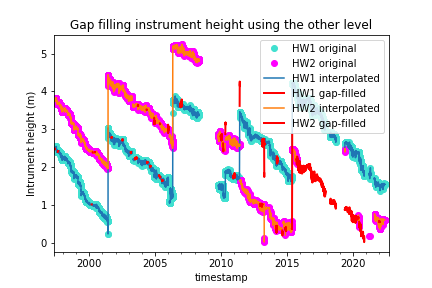 Gap filling instrument height using the other level
HW1 original
HW2 original
HW1 interpolated
HW1 gap-filled
HW2 interpolated
HW2 gap-filled
Intrument height (m)
5
4
3
2
1
0
2000
2005
2010
2015
2020
timestamp